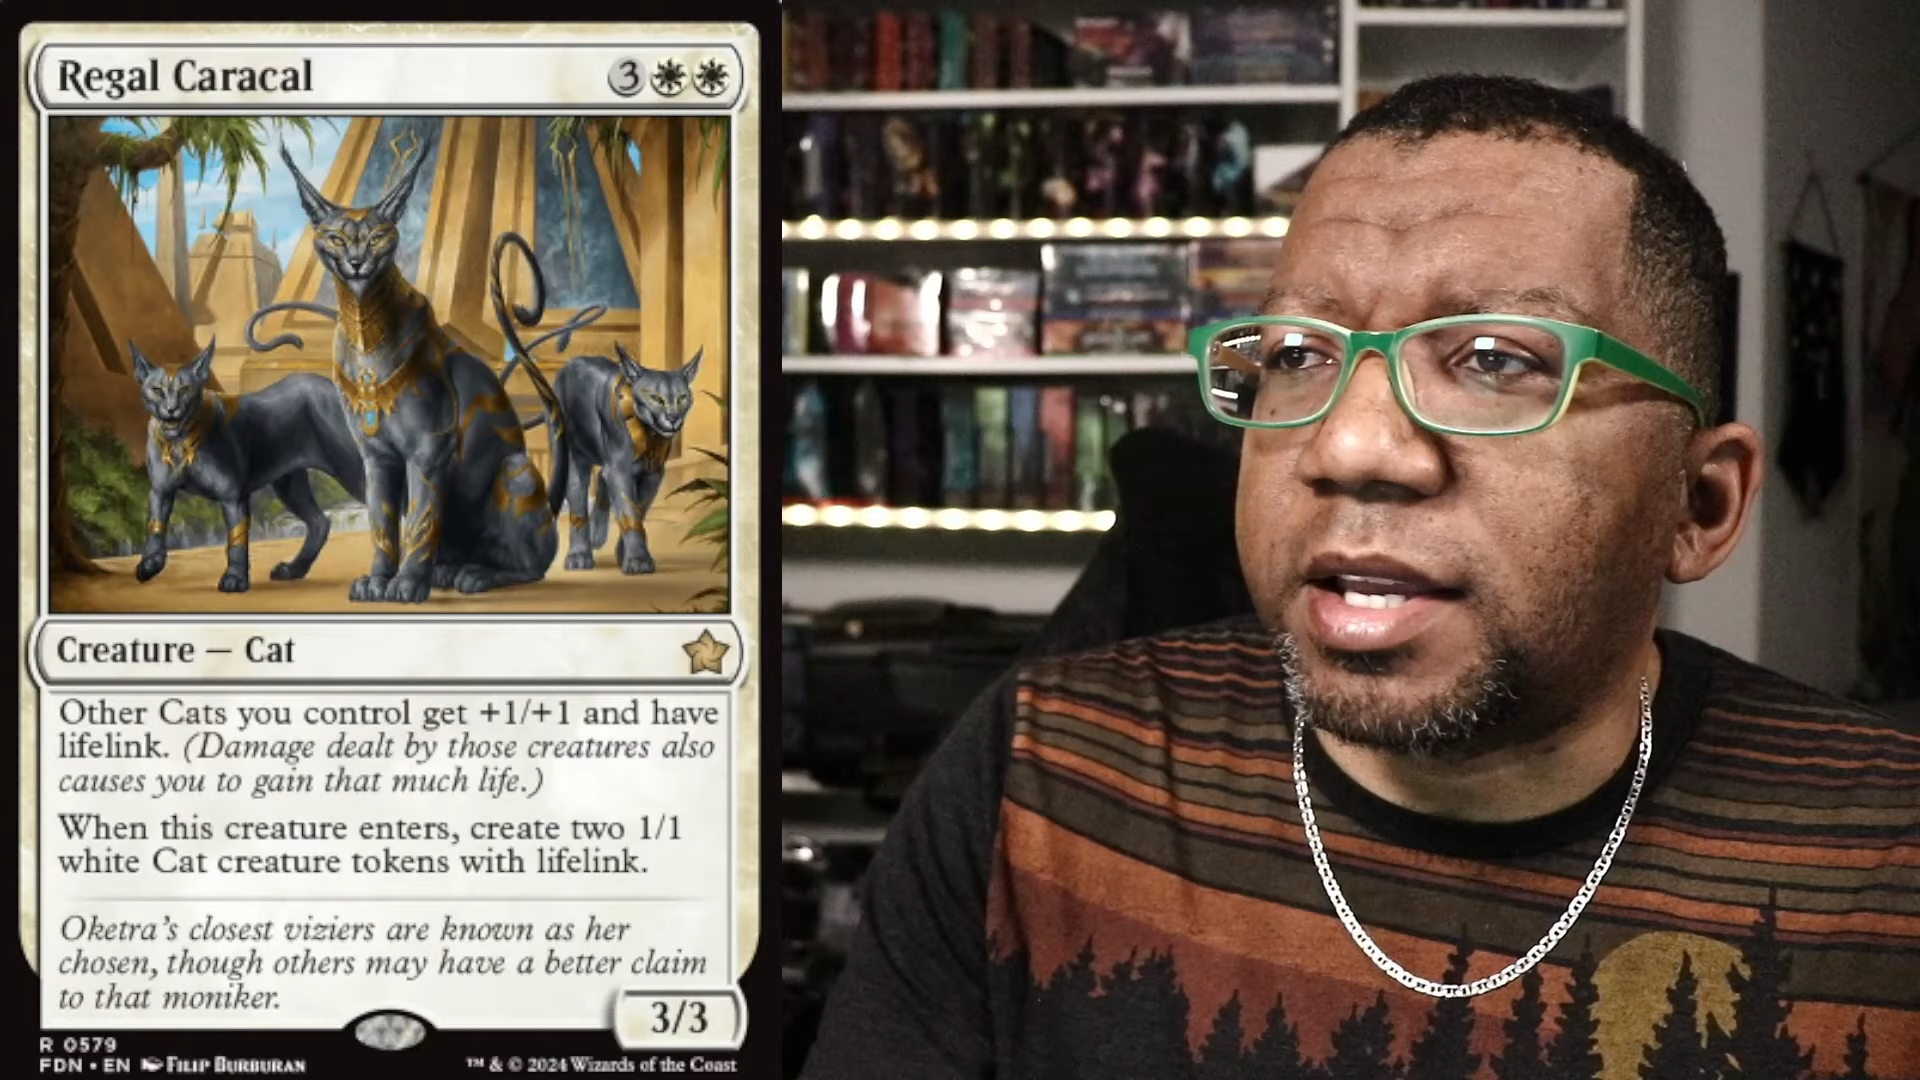 Regal Caracal 3
Creature — Cat
Other Cats you control get +1/+1 and have
lifelink. (Damage dealt by those creatures also
causes you to gain that much life.)
When this creature enters, create two 1/1
white Cat creature tokens with lifelink.
Oketra's closest viziers are known as her
chosen, though others may have a better claim
to that moniker.
3/3
R 0579
FDN • EN Filip Burburan
™ & © 2024 Wizards of the Coast